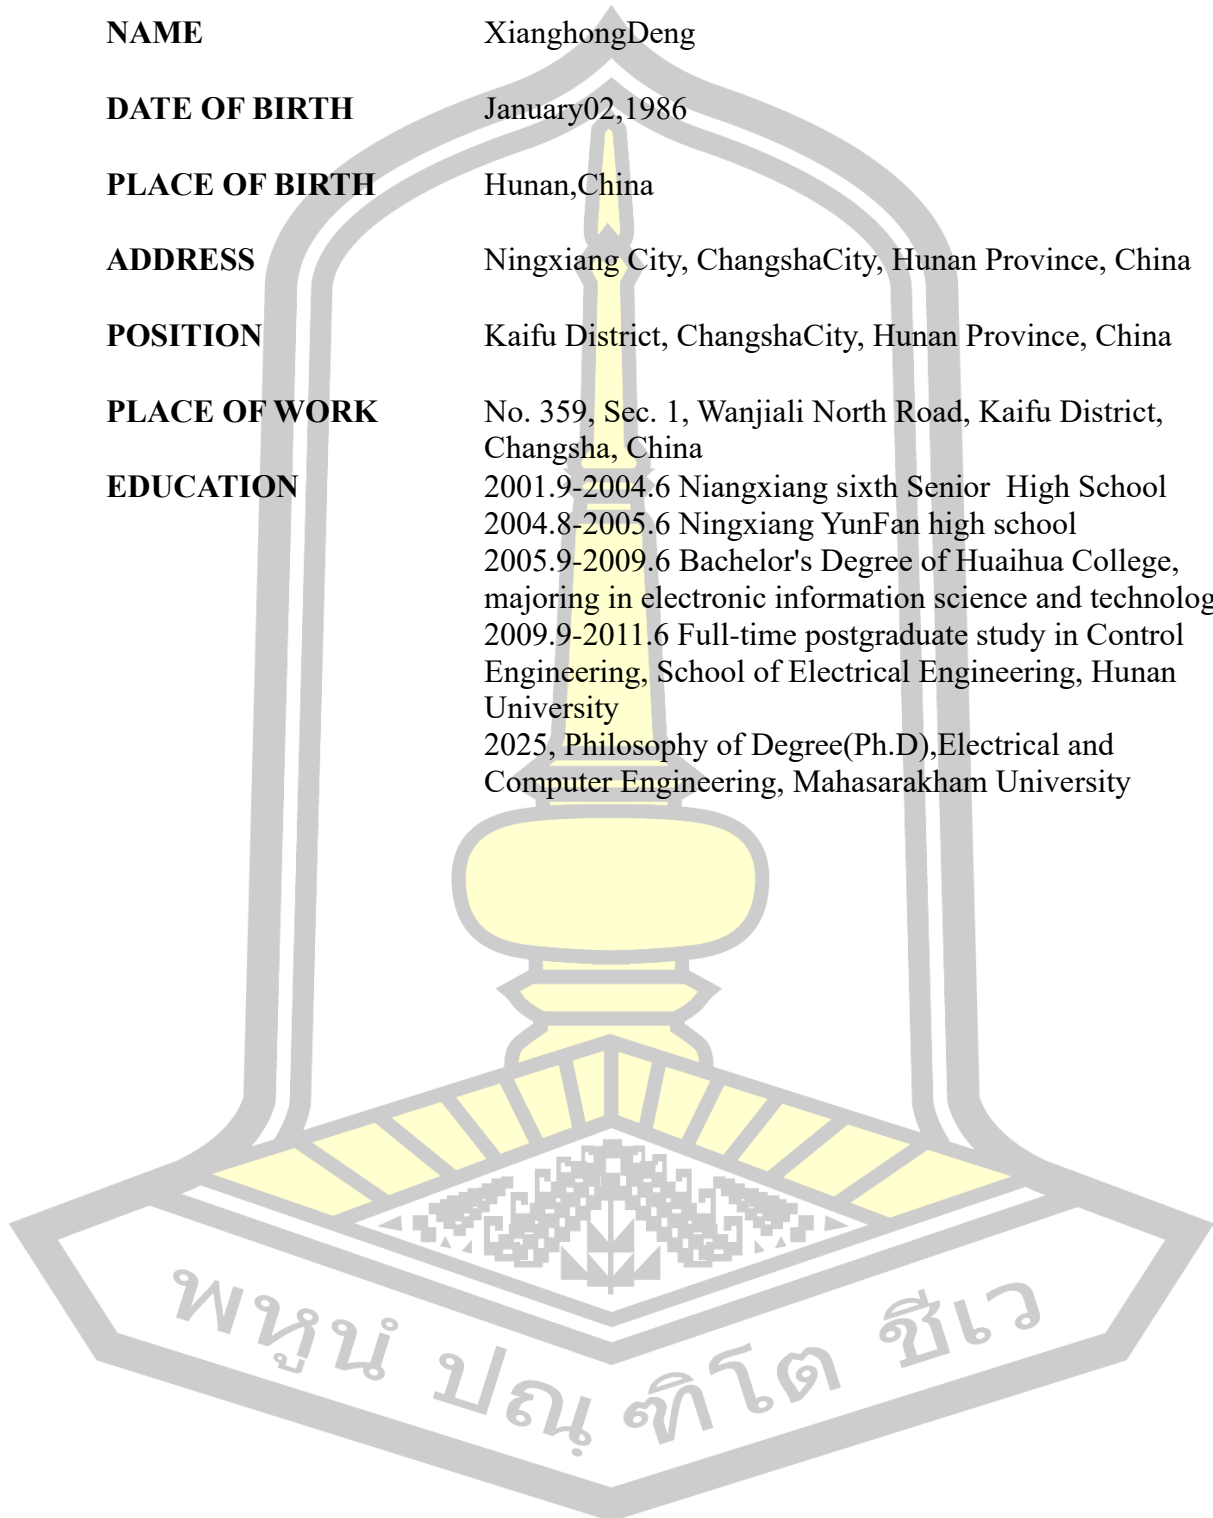 NAME XianghongDeng
DATE OF BIRTH January02,1986
PLACE OF BIRTH Hunan,China
ADDRESS Ningxiang City, ChangshaCity, Hunan Province, China
POSITION Kaifu District, ChangshaCity, Hunan Province, China
PLACE OF WORK No. 359, Sec. 1, Wanjiali North Road, Kaifu District,
Changsha, China
EDUCATION 2001.9-2004.6 Niangxiang sixth Senior  High School
2004.8-2005.6 Ningxiang YunFan high school
2005.9-2009.6 Bachelor's Degree of Huaihua College,
majoring in electronic information science and technolog
2009.9-2011.6 Full-time postgraduate study in Control
Engineering, School of Electrical Engineering, Hunan
University
2025, Philosophy of Degree(Ph.D),Electrical and
Computer Engineering, Mahasarakham University
พหูนํ ปณฺฑิโต ชีเว